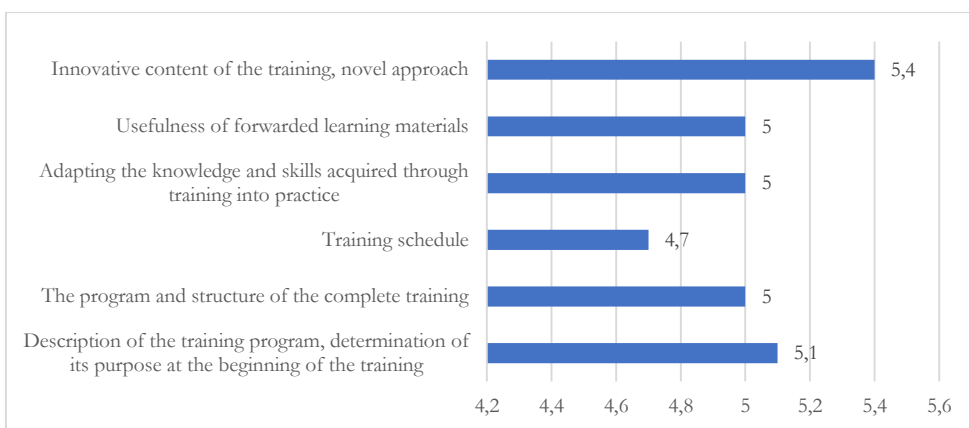 Innovative content of the training, novel approach
5,4
Usefulness of forwarded learning materials
5
Adapting the knowledge and skills acquired through
training into practice
5
Training schedule
4,7
The program and structure of the complete training
5
Description of the training program, determination of
its purpose at the beginning of the training
5,1
4,2 4,4 4,6 4,8 5 5,2 5,4 5,6